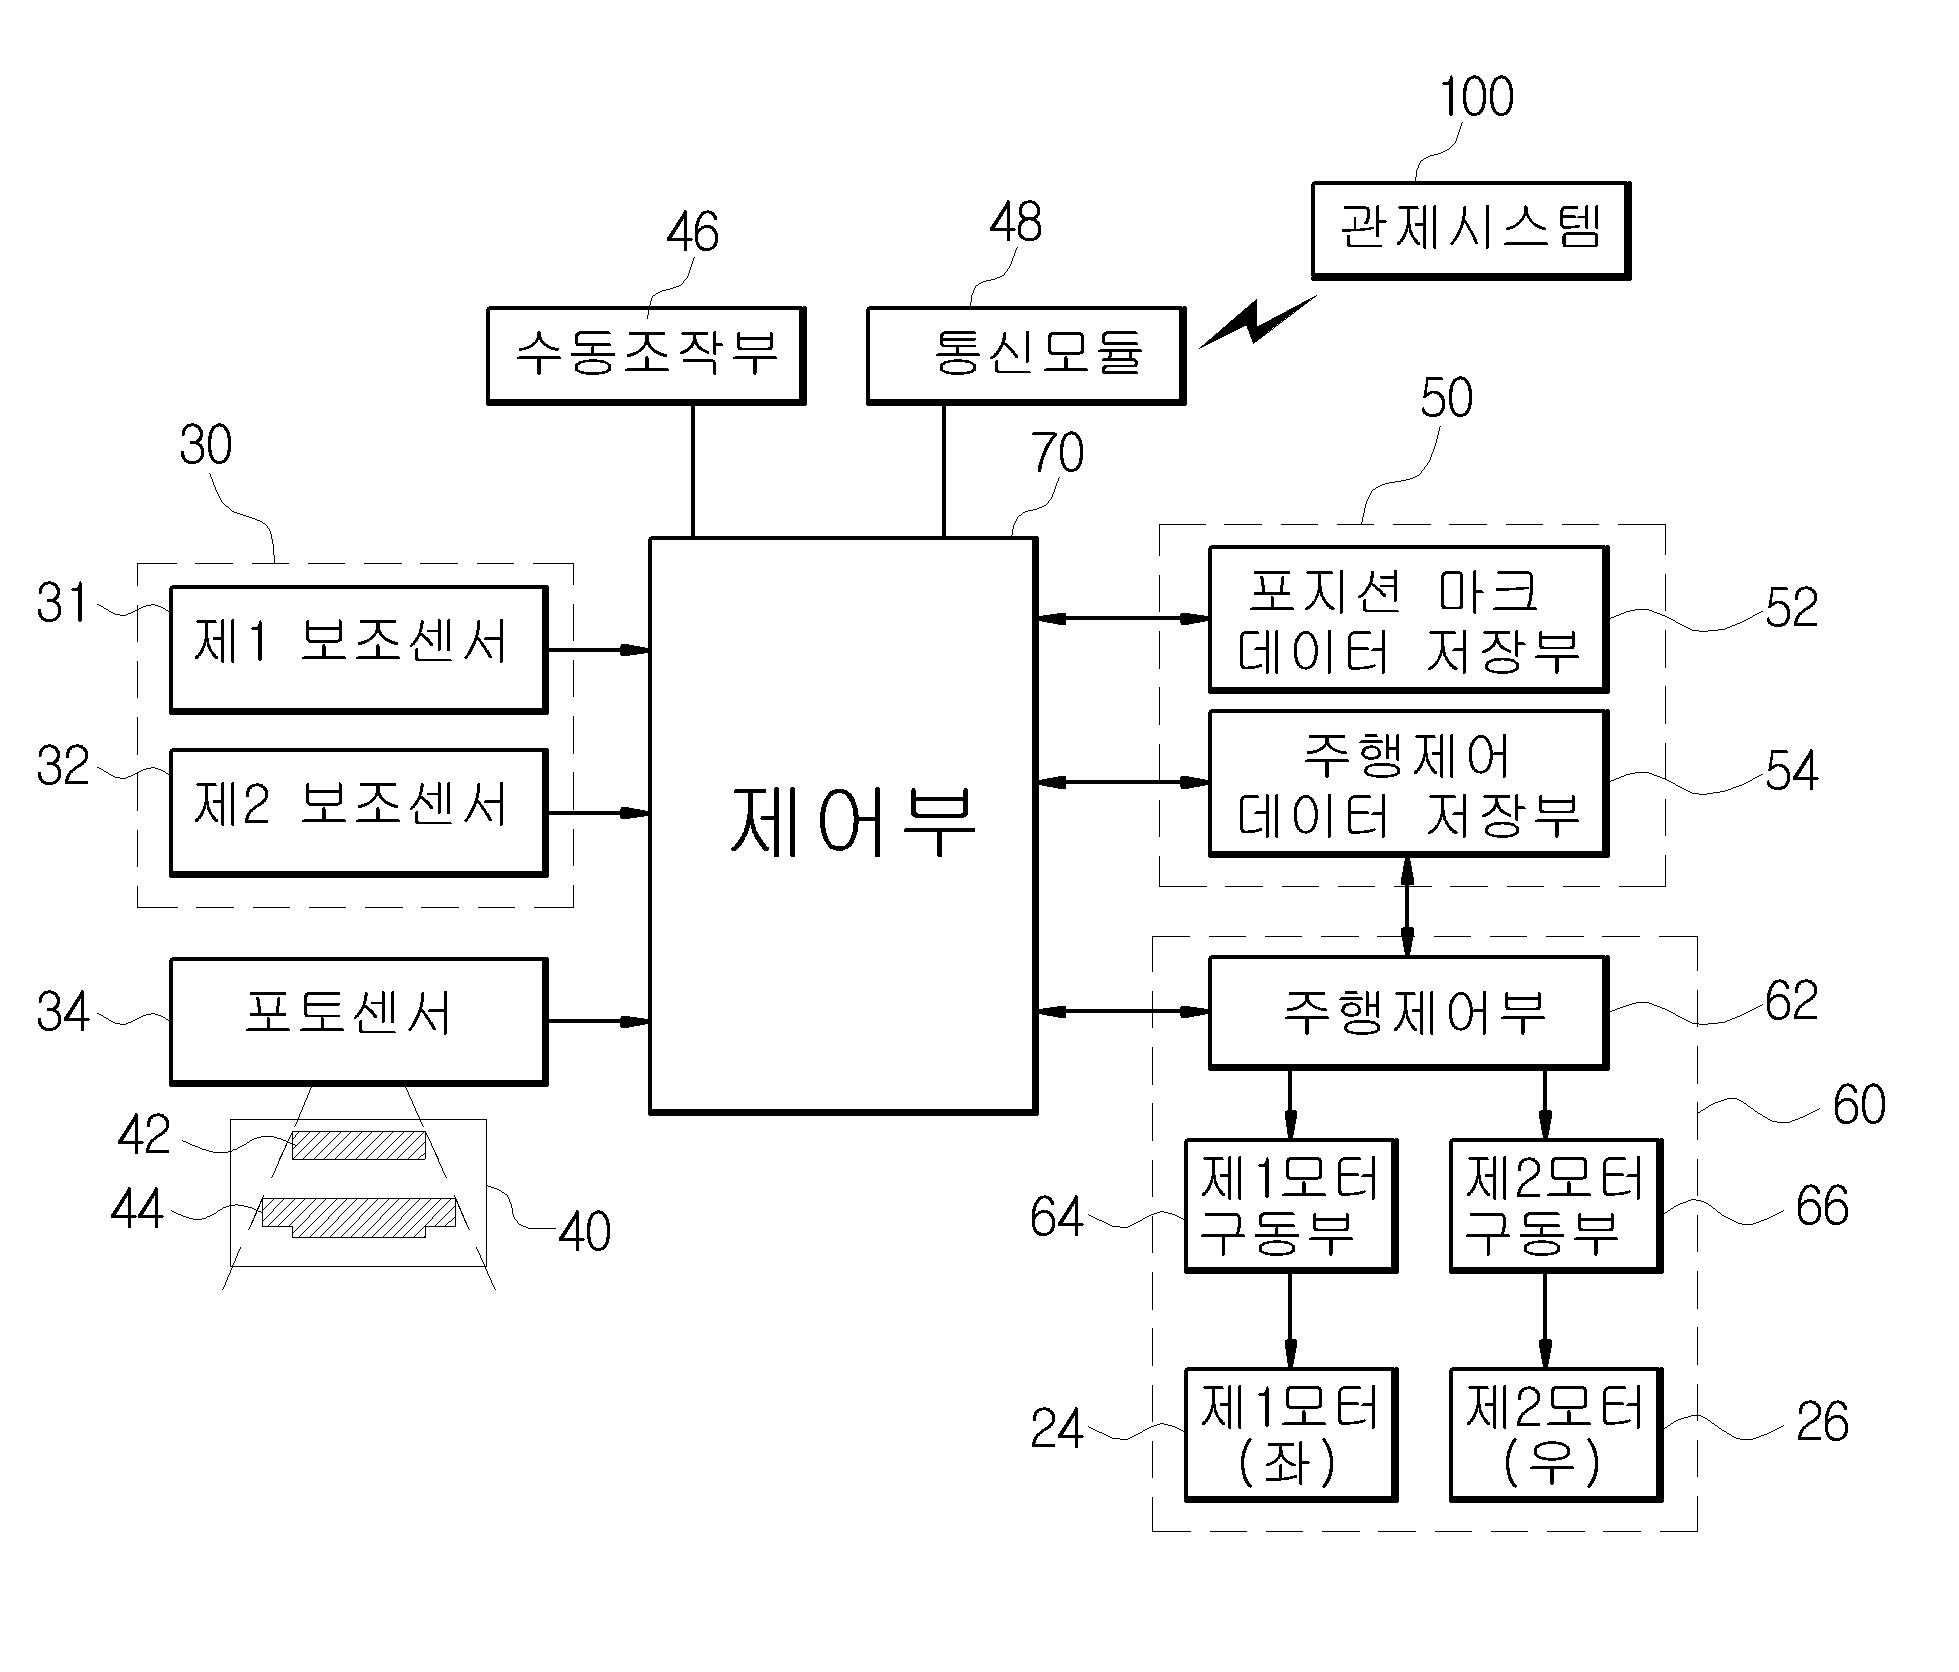 100
관제시스템
46
48
수동조작부
통신모듈
50
30
70
31
제1 보조센서
포지션 마크
데이터 저장부
52
32
제2 보조센서
제어부
주행제어
데이터 저장부
54
34
포토센서
주행제어부
62
42
44
40
60
64
제1모터
구동부
제2모터
구동부
66
24
제1모터
(좌)
제2모터
(우)
26